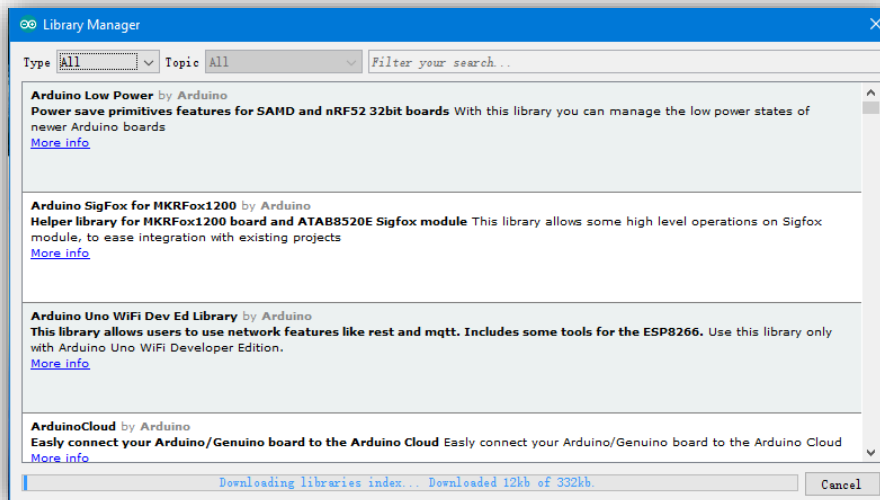 Library Manager
Type All Topic All Filter your search...
Arduino Low Power by Arduino
Power save primitives features for SAMD and nRF52 32bit boards With this library you can manage the low power states of
newer Arduino boards
More info
Arduino SigFox for MKRFox1200 by Arduino
Helper library for MKRFox1200 board and ATAB8520E Sigfox module This library allows some high level operations on Sigfox
module, to ease integration with existing projects
More info
Arduino Uno WiFi Dev Ed Library by Arduino
This library allows users to use network features like rest and mqtt. Includes some tools for the ESP8266. Use this library only
with Arduino Uno WiFi Developer Edition.
More info
ArduinoCloud by Arduino
Easly connect your Arduino/Genuino board to the Arduino Cloud Easly connect your Arduino/Genuino board to the Arduino Cloud
More info
Downloading libraries index... Downloaded 12kb of 332kb.
Cancel